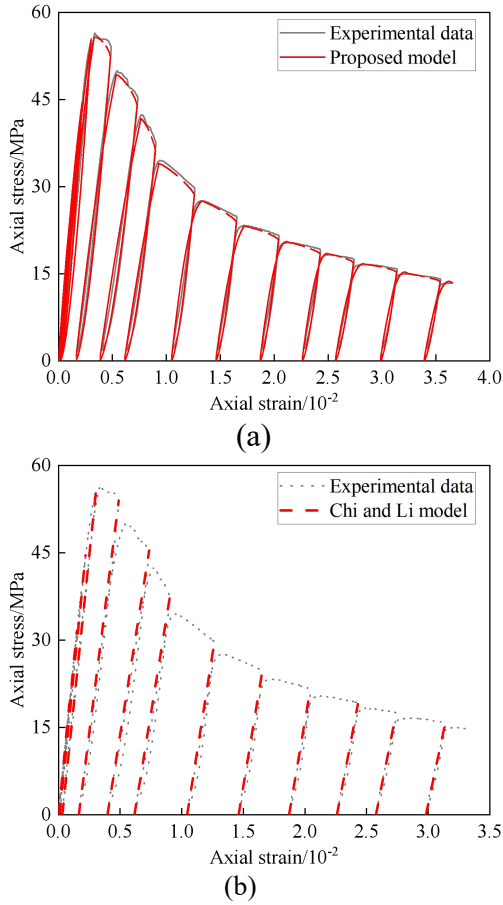 60
45
30
15
0
Axial stress/MPa
Experimental data
Proposed model
0.0 0.5 1.0 1.5 2.0 2.5 3.0 3.5 4.0
Axial strain/10-2
(a)
60
45
30
15
0
Axial stress/MPa
Experimental data
Chi and Li model
0.0 0.5 1.0 1.5 2.0 2.5 3.0 3.5
Axial strain/10-2
(b)